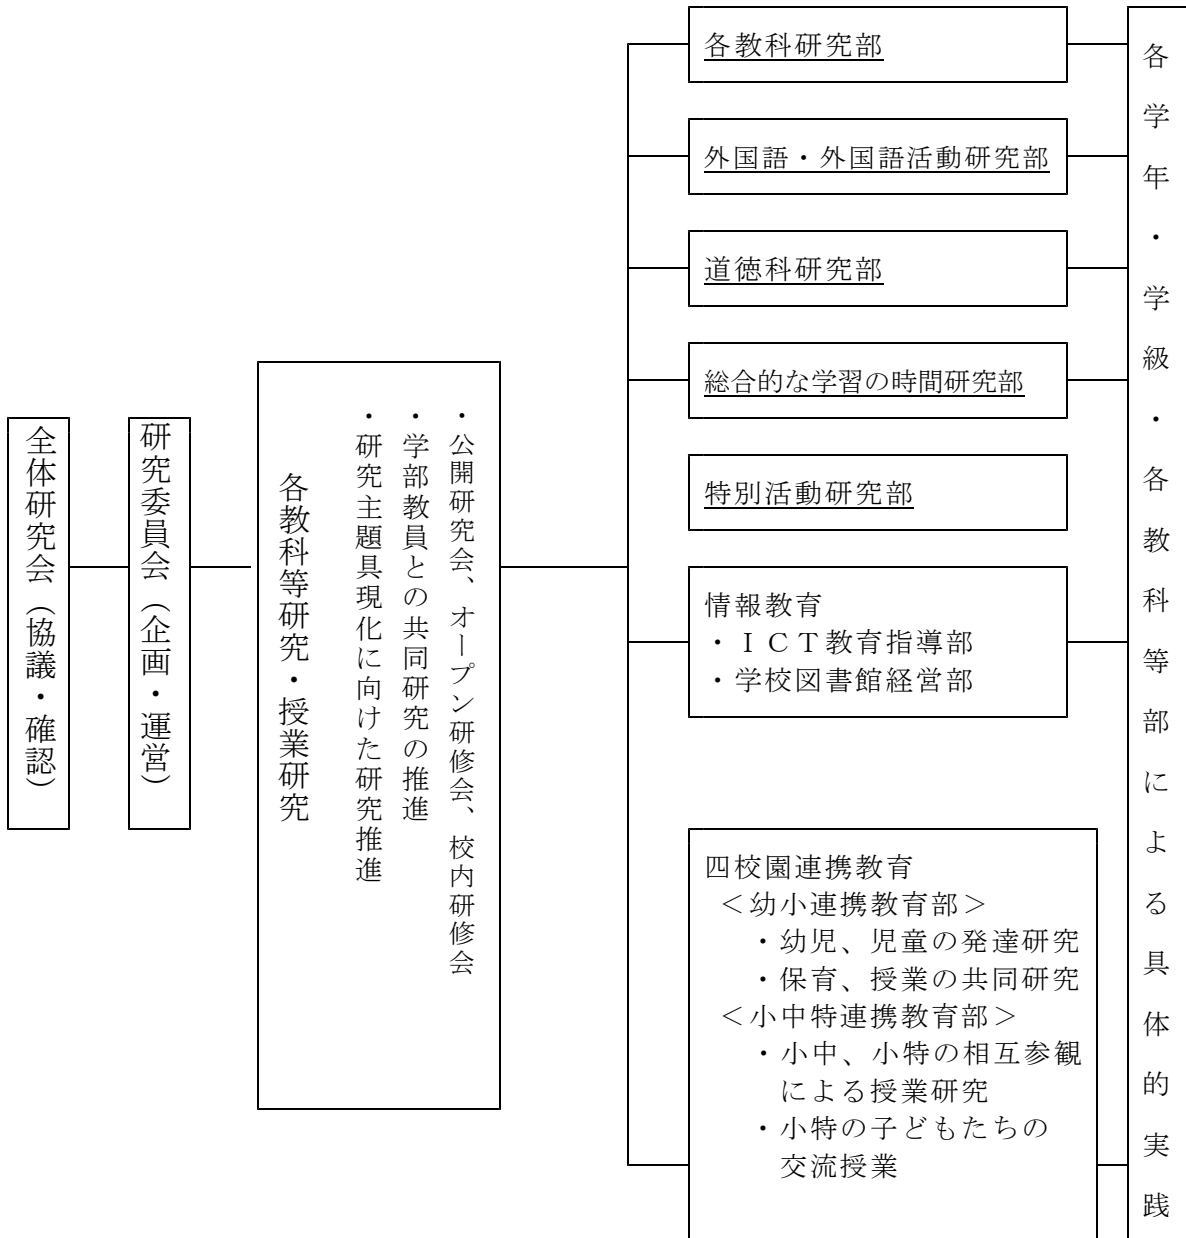 全体研究会（協議・確認）
研究委員会（企画・運営）
各教科等研究・授業研究
・研究主題具現化に向けた研究推進
・学部教員との共同研究の推進
・公開研究会、オープン研修会、校内研修会
各教科研究部
外国語・外国語活動研究部
道徳科研究部
総合的な学習の時間研究部
特別活動研究部
情報教育
・ＩＣＴ教育指導部
・学校図書館経営部
四校園連携教育
＜幼小連携教育部＞
・幼児、児童の発達研究
・保育、授業の共同研究
＜小中特連携教育部＞
・小中、小特の相互参観
による授業研究
・小特の子どもたちの
交流授業
各学年・学級・各教科等部による具体的実践